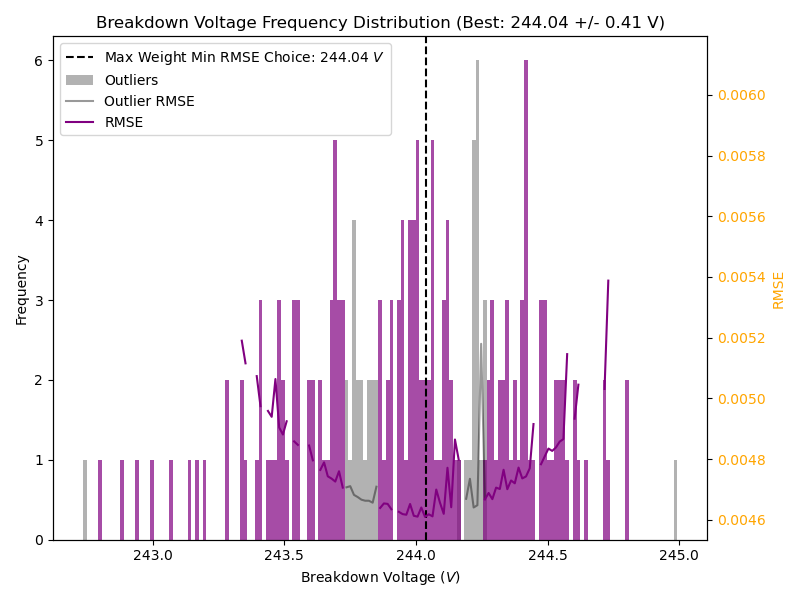 Breakdown Voltage Frequency Distribution (Best: 244.04 +/- 0.41 V)
Max Weight Min RMSE Choice: 244.04 V
Outliers
Outlier RMSE
RMSE
Frequency
6
5
4
3
2
1
0
0.0060
0.0058
0.0056
0.0054
0.0052
0.0050
0.0048
0.0046
RMSE
243.0 243.5 244.0 244.5 245.0
Breakdown Voltage (V)